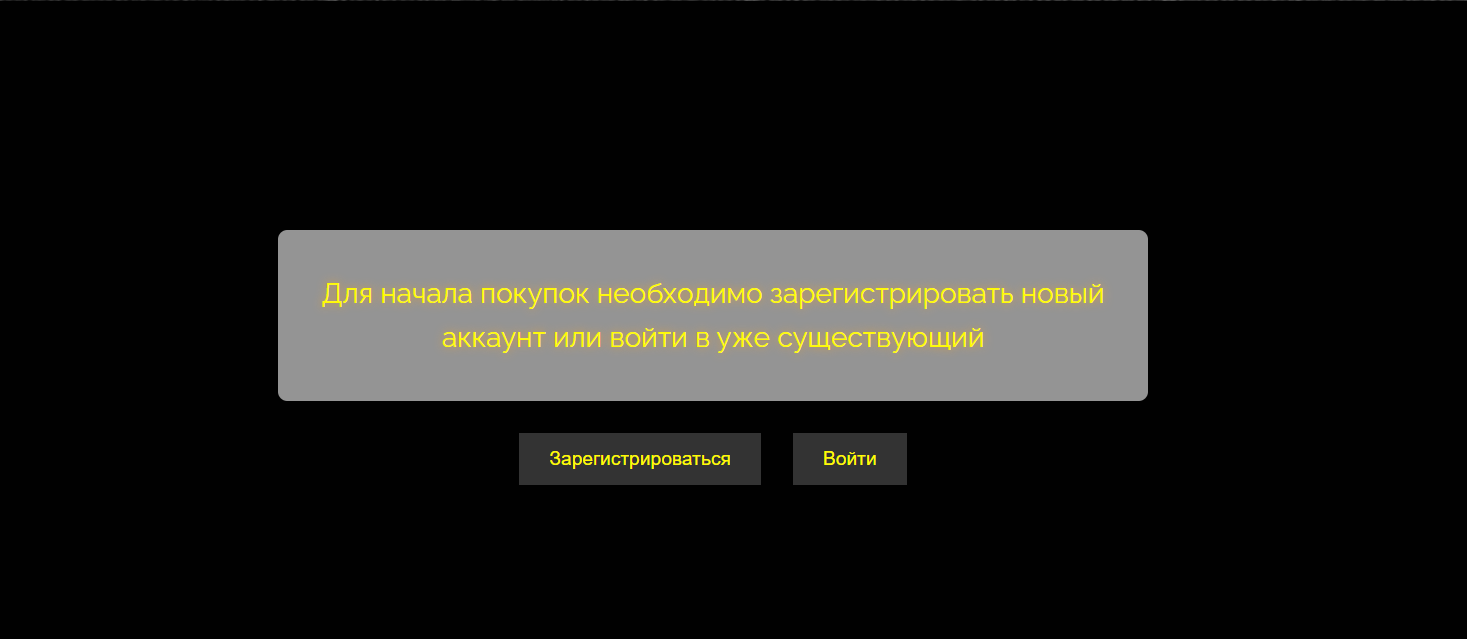 Для начала покупок необходимо зарегистрировать новый
аккаунт или войти в уже существующий
Зарегистрироваться
Войти